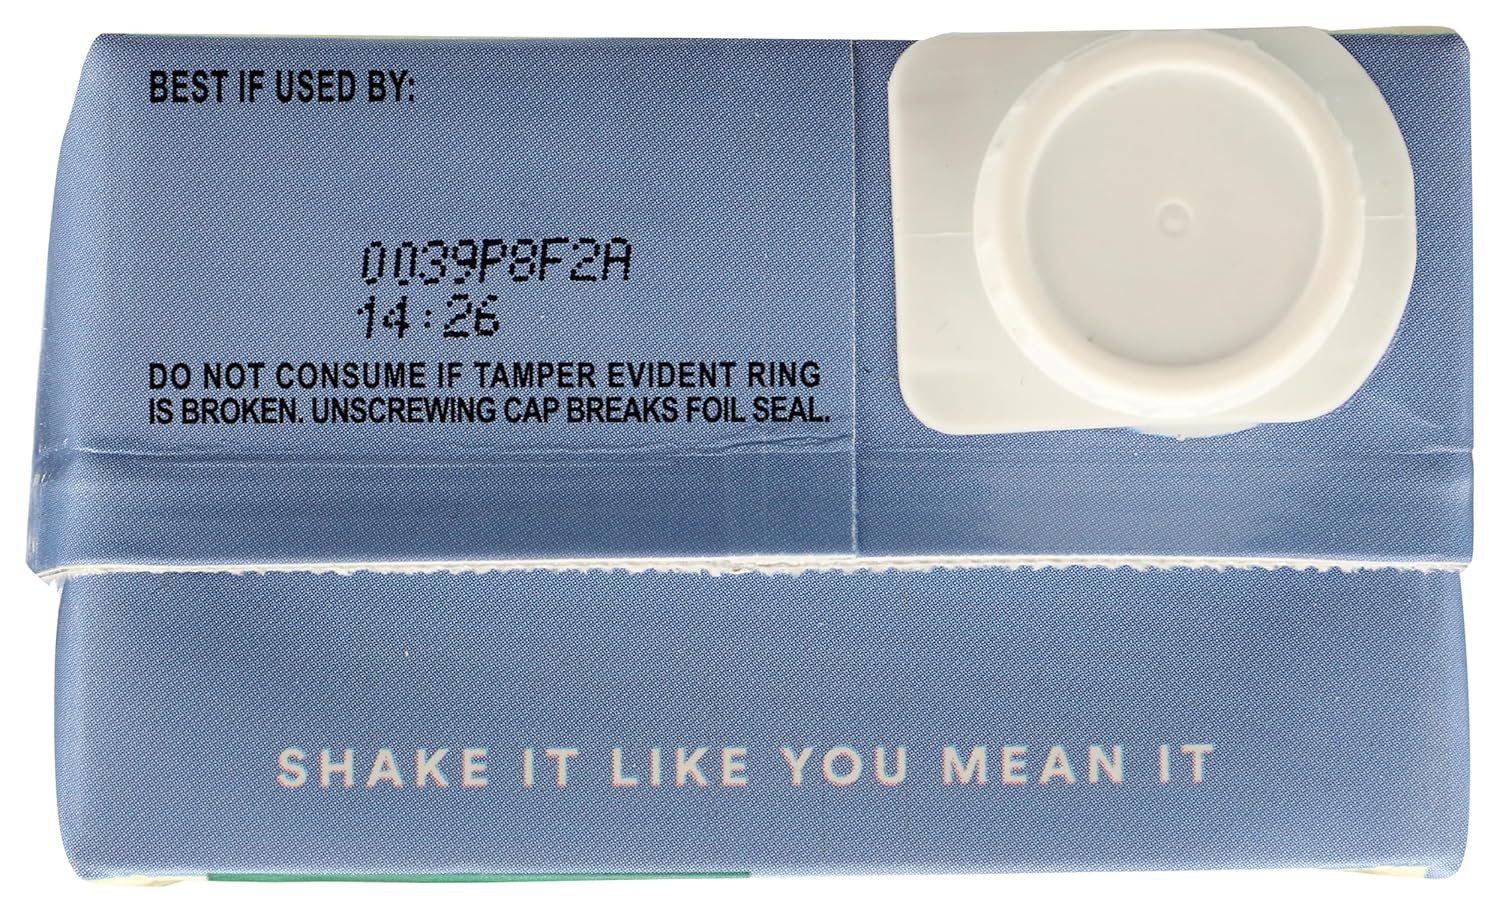 BEST IF USED BY:
0039P8F2A
14:26
DO NOT CONSUME IF TAMPER EVIDENT RING
IS BROKEN. UNSCREWING CAP BREAKS FOIL SEAL.
SHAKE IT LIKE YOU MEAN IT